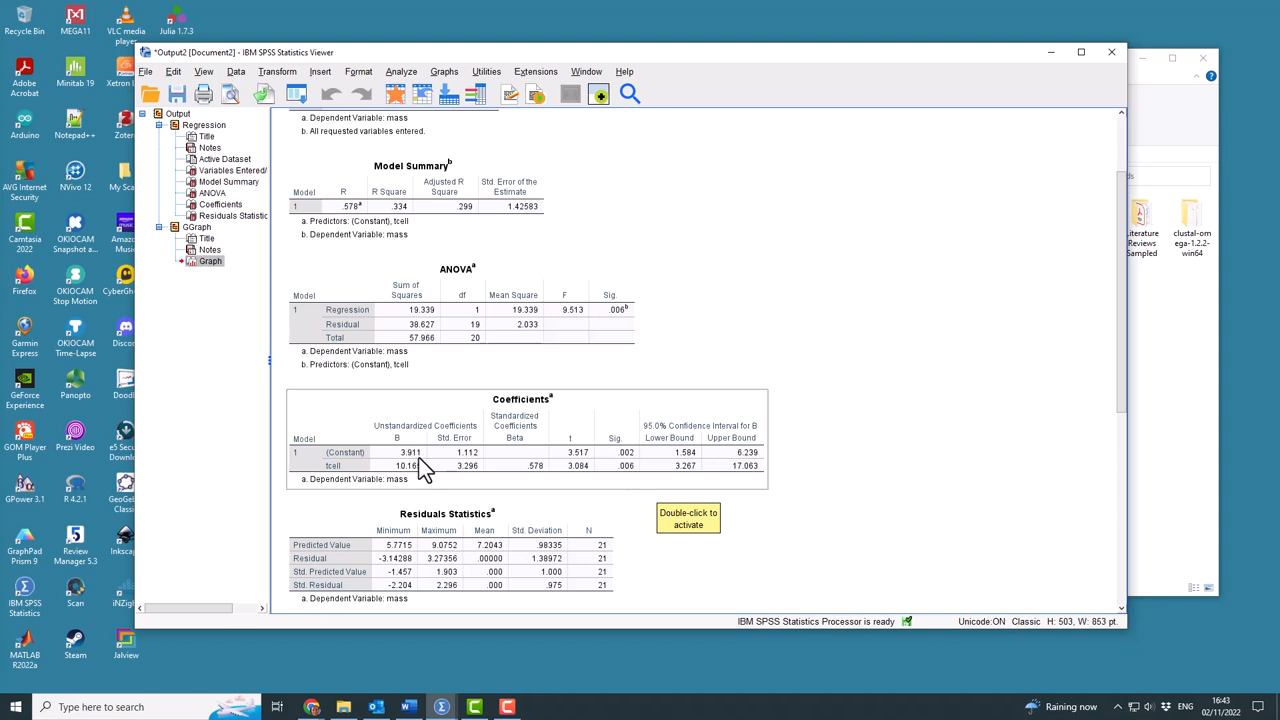 Recycle Bin
MEGA11
VLC media player
Julia 1.7.3
Adobe Acrobat
Minitab 19
Arduino
Notepad++
AVG Internet Security
NVivo 12
Camtasia 2022
OKIOCAM Snapshot a...
Firefox
OKIOCAM Stop Motion
Garmin Express
OKIOCAM Time-Lapse
GeForce Experience
Panopto
GOM Player Plus
Prezi Video
e5 Security
GPower 3.1
R 4.2.1
GraphPad Prism 9
Review Manager 5.3
IBM SPSS Statistics
Scan
MATLAB R2022a
Steam
Jalview
*Output2 [Document2] - IBM SPSS Statistics Viewer
File Edit View Data Transform Insert Format Analyze Graphs Utilities Extensions Window Help
Output
Regression
Title
Notes
Active Dataset
Variables Entered/
Model Summary
ANOVA
Coefficients
Residuals Statistic
GGraph
Title
Notes
Graph
a. Dependent Variable: mass
b. All requested variables entered.
Model Summaryb
Model R R Square Adjusted R Square Std. Error of the Estimate
1 .578a .334 .299 1.42583
a. Predictors: (Constant), tcell
b. Dependent Variable: mass
ANOVAa
Model Sum of Squares df Mean Square F Sig.
1 Regression 19.339 1 19.339 9.513 .006b
Residual 38.627 19 2.033
Total 57.966 20
a. Dependent Variable: mass
b. Predictors: (Constant), tcell
Coefficientsa
Unstandardized Coefficients Standardized Coefficients 95.0% Confidence Interval for B
Model B Std. Error Beta t Sig. Lower Bound Upper Bound
1 (Constant) 3.911 1.112 3.517 .002 1.584 6.239
tcell 3.296 .578 3.084 .006 3.267 17.063
a. Dependent Variable: mass
Double-click to activate
Residuals Statisticsa
Minimum Maximum Mean Std. Deviation N
Predicted Value 5.7715 9.0752 7.2043 .98335 21
Residual -3.14288 3.27356 .00000 1.38972 21
Std. Predicted Value -1.457 1.903 .000 1.000 21
Std. Residual -2.204 2.296 .000 .975 21
a. Dependent Variable: mass
IBM SPSS Statistics Processor is ready
Unicode:ON Classic H: 503, W: 853 pt.
Literature Reviews Sampled
clustal-omega-1.2.2-win64
Type here to search
Raining now
ENG
16:43
02/11/2022